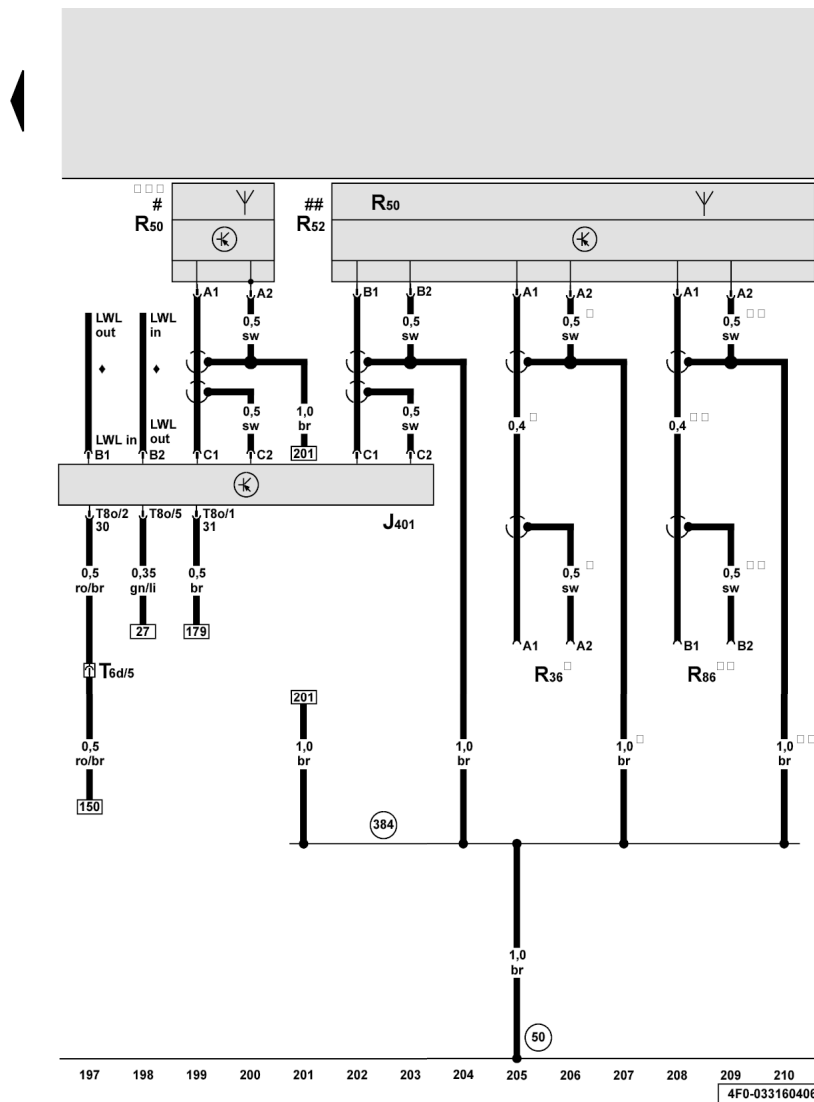 □ □ □
# ## R50
R50 R52
A1 A2 B1 B2 A1 A2 A1 A2
LWL out LWL in
0,5 sw 0,5 sw 0,5 □ sw 0,5 □ □ sw
LWL in LWL out
0,5 sw 1,0 br 0,5 sw 0,4 □ 0,4 □ □
B1 B2 C1 C2 201 C1 C2
J401
T8o/2 30 T8o/5 T8o/1 31
0,5 ro/br 0,35 gn/li 0,5 br 0,5 □ sw 0,5 □ □ sw
27 179
A1 A2 B1 B2
T6d/5 R36 □ R86 □ □
201
0,5 ro/br 1,0 br 1,0 br 1,0 □ br 1,0 □ □ br
150
384
1,0 br
50
197 198 199 200 201 202 203 204 205 206 207 208 209 210
4F0-033160406